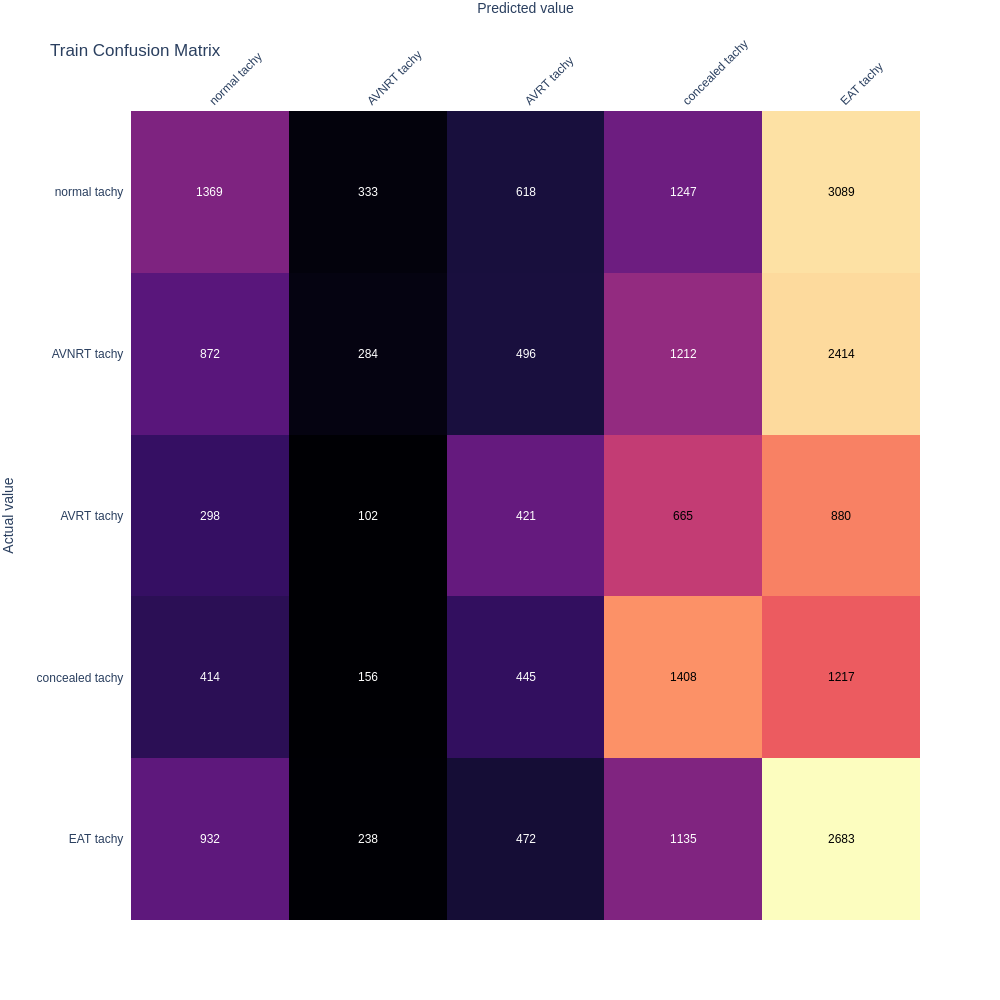 Predicted value
Train Confusion Matrix
normal tachy
AVNRT tachy
AVRT tachy
concealed tachy
EAT tachy
Actual value
normal tachy 1369 333 618 1247 3089
AVNRT tachy 872 284 496 1212 2414
AVRT tachy 298 102 421 665 880
concealed tachy 414 156 445 1408 1217
EAT tachy 932 238 472 1135 2683